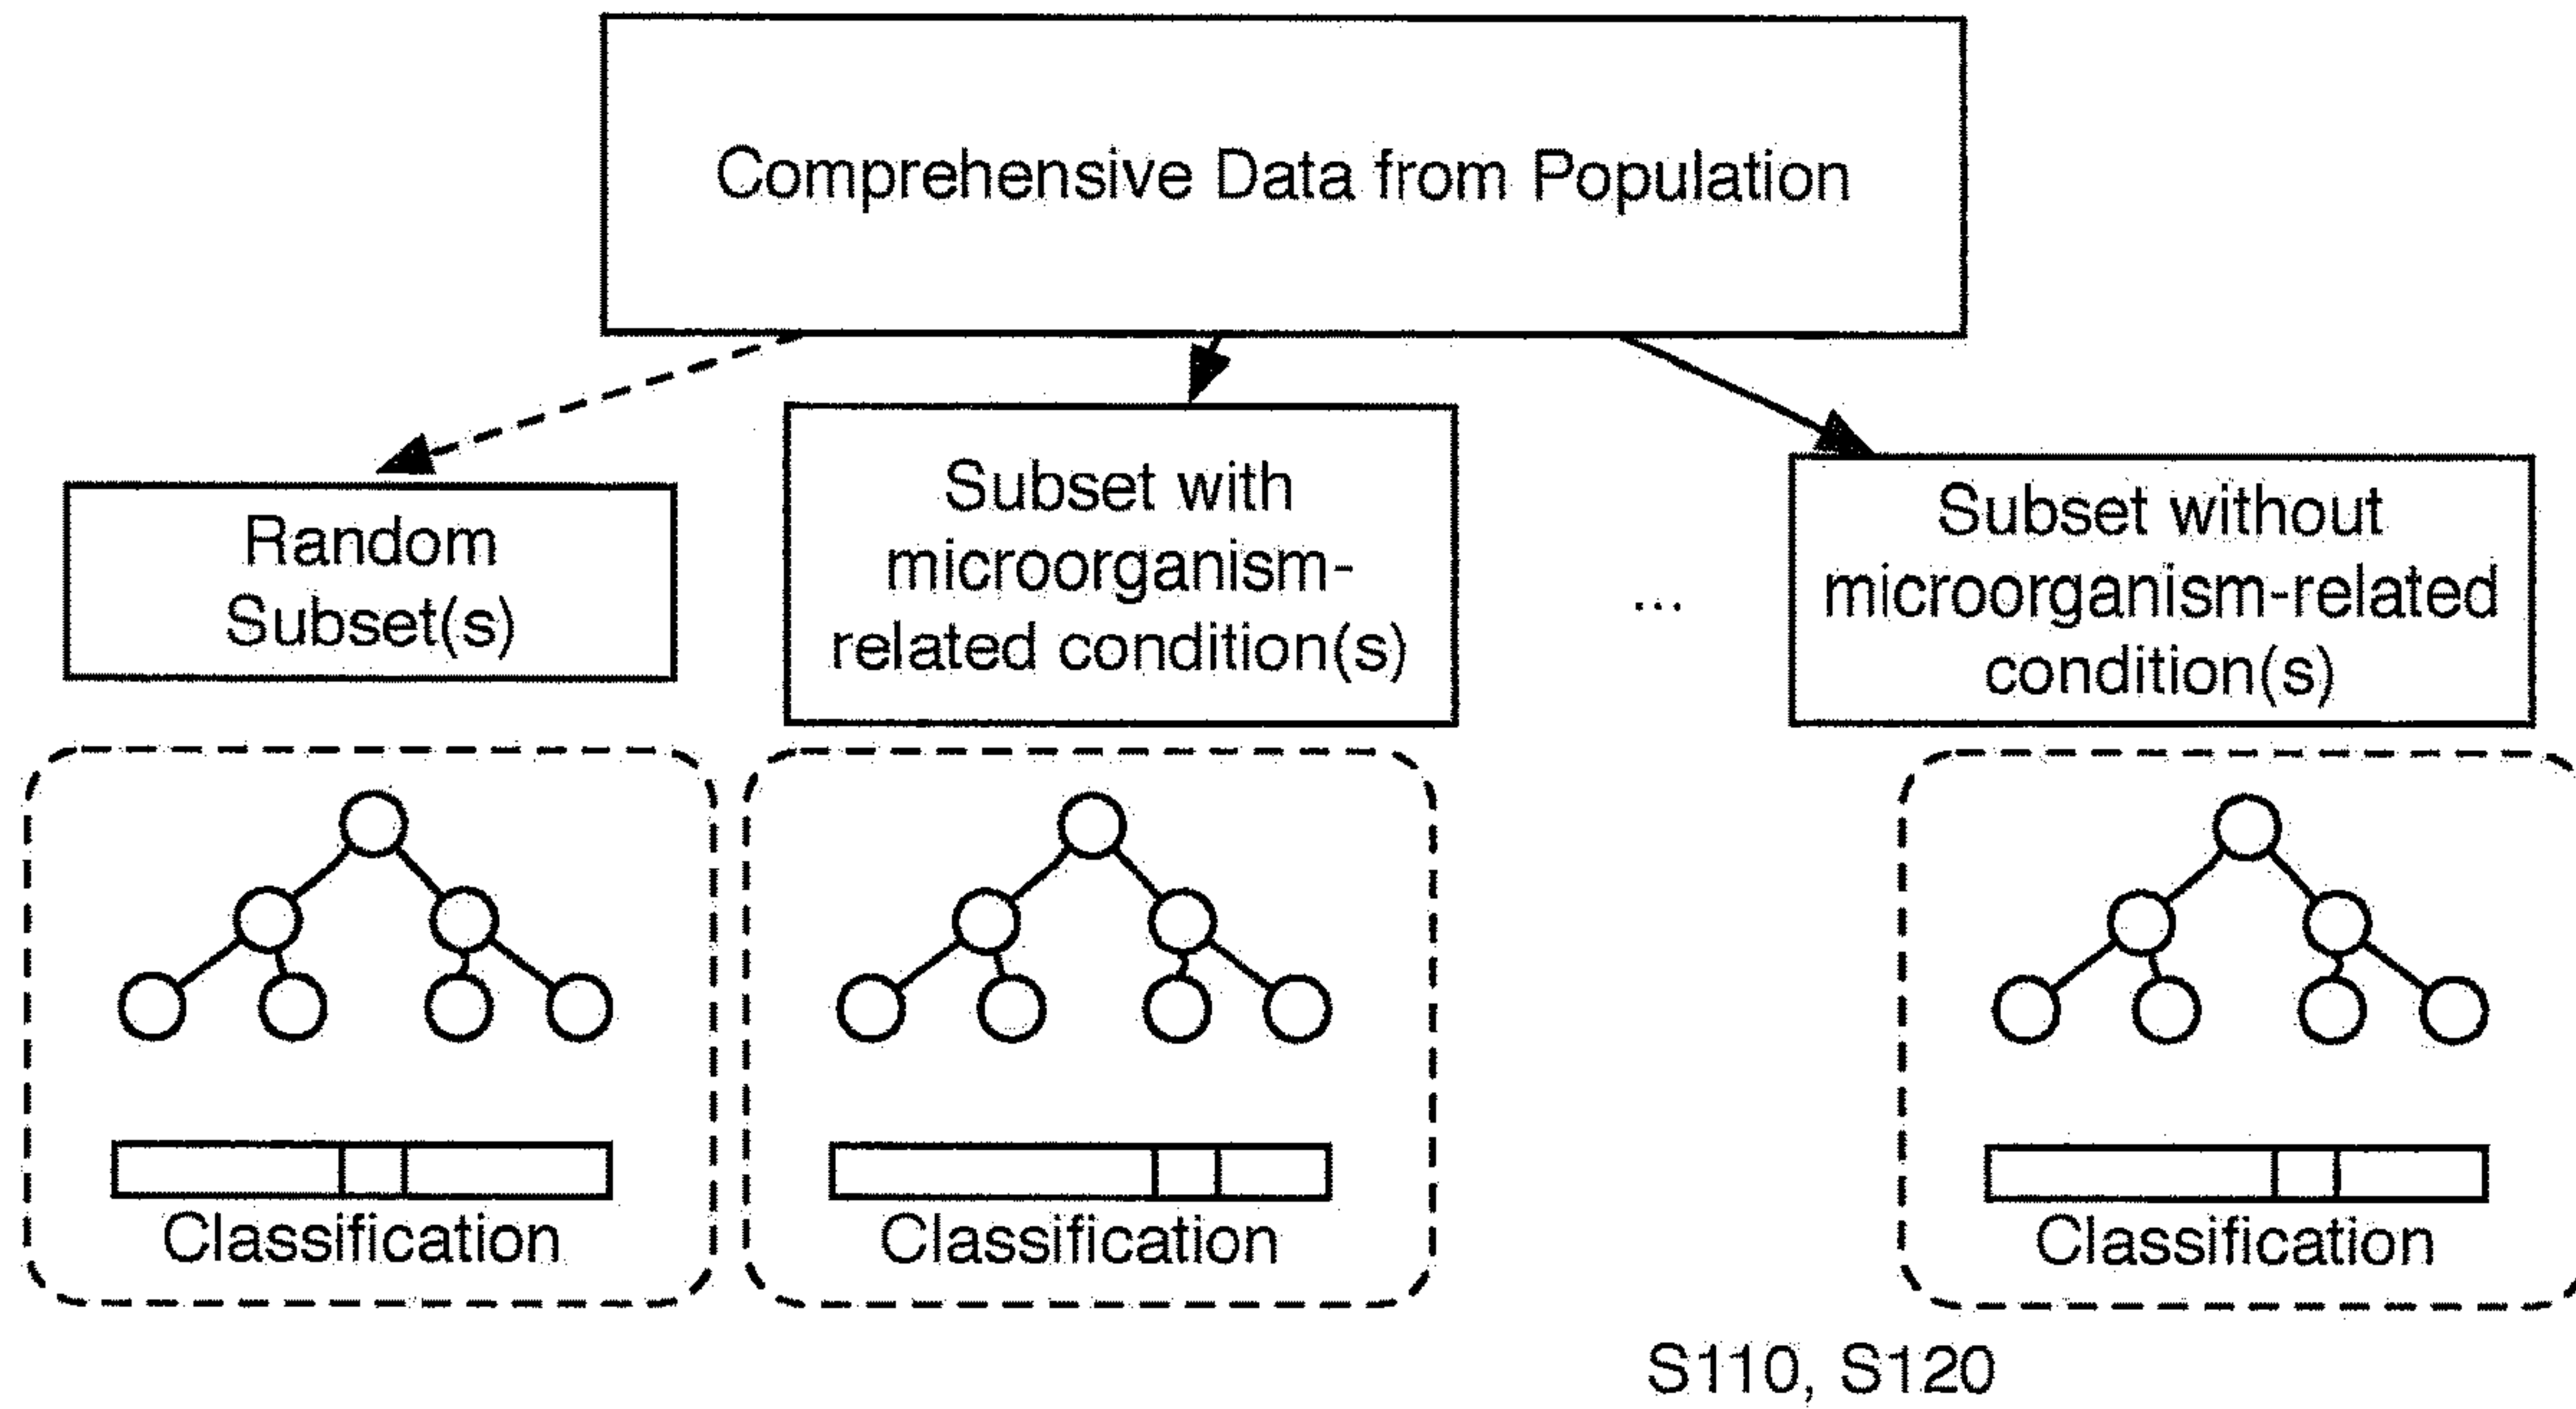 Comprehensive Data from Population
Random
Subset(s)
Subset with
microorganism-
related condition(s)
...
Subset without
microorganism-related
condition(s)
Classification
Classification
Classification
S110, S120